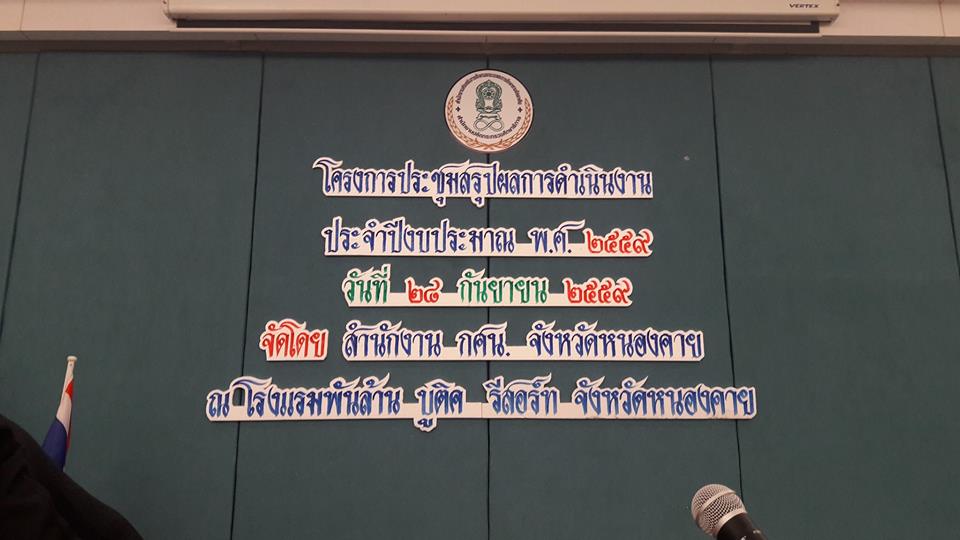 VERTEX
โครงการประชุมสรุปผลการดำเนินงาน
ประจำปีงบประมาณ พ.ศ. ๒๕๕๙
วันที่ ๒๘ กันยายน ๒๕๕๙
จัดโดย สำนักงาน กศน. จังหวัดหนองคาย
ณ โรงแรมพันล้าน บูติค รีสอร์ท จังหวัดหนองคาย